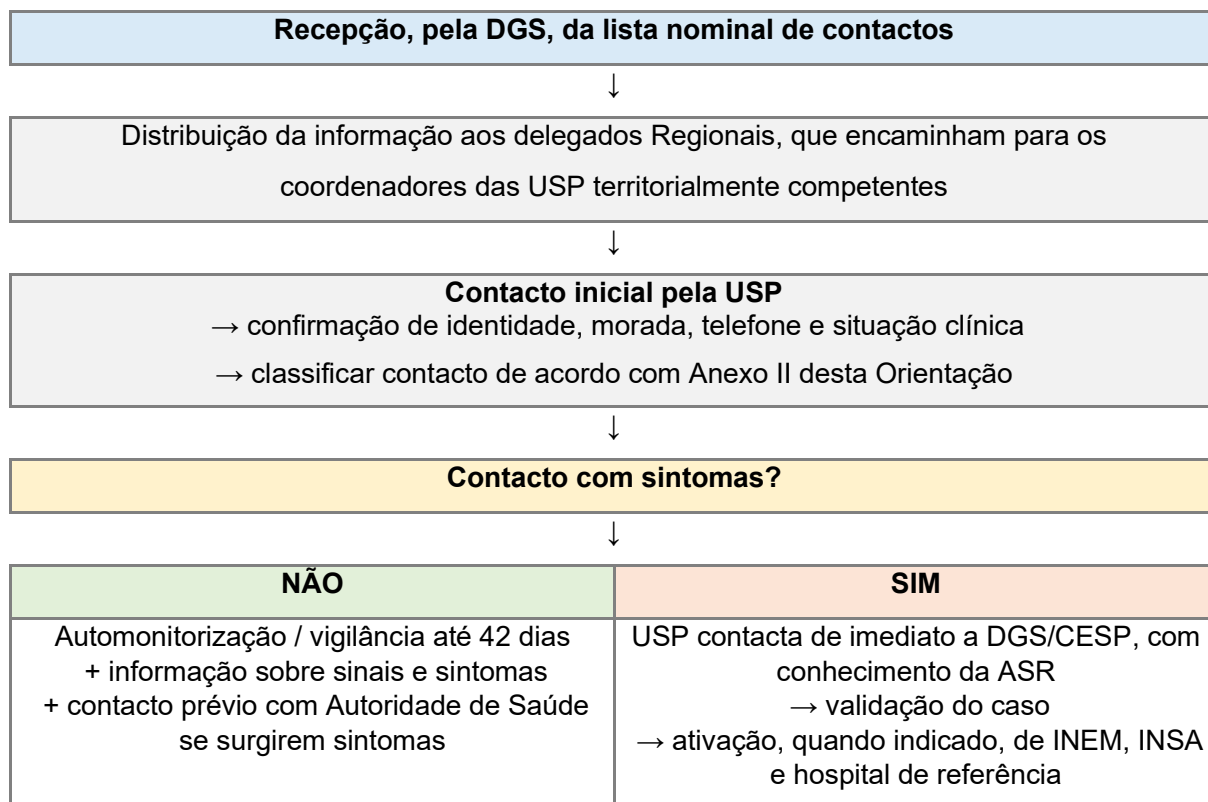 Recepção, pela DGS, da lista nominal de contactos
↓
Distribuição da informação aos delegados Regionais, que encaminham para os
coordenadores das USP territorialmente competentes
↓
Contacto inicial pela USP
→ confirmação de identidade, morada, telefone e situação clínica
→ classificar contacto de acordo com Anexo II desta Orientação
↓
Contacto com sintomas?
↓
NÃO
Automonitorização / vigilância até 42 dias
+ informação sobre sinais e sintomas
+ contacto prévio com Autoridade de Saúde
se surgirem sintomas
SIM
USP contacta de imediato a DGS/CESP, com
conhecimento da ASR
→ validação do caso
→ ativação, quando indicado, de INEM, INSA
e hospital de referência